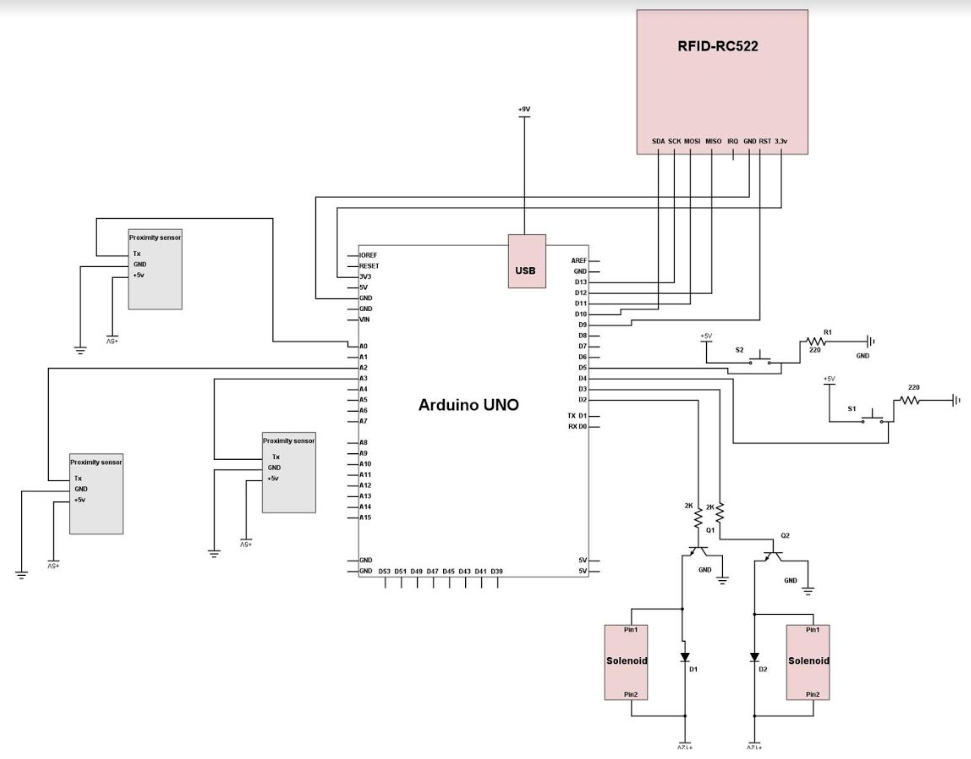 RFID-RC522
SDA SCK MOSI MISO IRQ GND RST 3.3v
+9V
USB
Proximity sensor
Tx
GND
+5v
+5V
Proximity sensor
Tx
GND
+5v
+5V
Proximity sensor
Tx
GND
+5v
+5V
Arduino UNO
IOREF
RESET
3V3
5V
GND
GND
VIN
A0
A1
A2
A3
A4
A5
A6
A7
A8
A9
A10
A11
A12
A13
A14
A15
GND
GND
D53 D51 D49 D47 D45 D43 D41 D39
AREF
GND
D13
D12
D11
D10
D9
D8
D7
D6
D5
D4
D3
D2
TX D1
RX D0
5V
5V
+5V
S2
R1
220
GND
+5V
S1
220
2K
2K
Q1
GND
Q2
GND
Pin1
Solenoid
Pin2
D1
+12V
Pin1
Solenoid
Pin2
D2
+12V